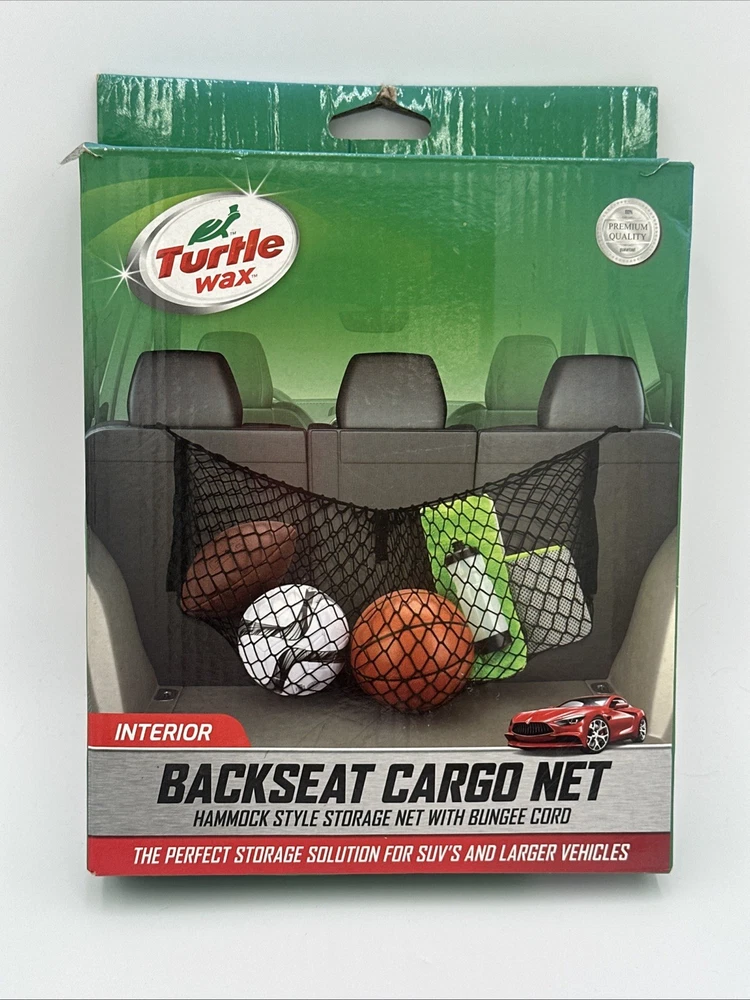 Turtle
wax™
PREMIUM
QUALITY
INTERIOR
BACKSEAT CARGO NET
HAMMOCK STYLE STORAGE NET WITH BUNGEE CORD
THE PERFECT STORAGE SOLUTION FOR SUV'S AND LARGER VEHICLES